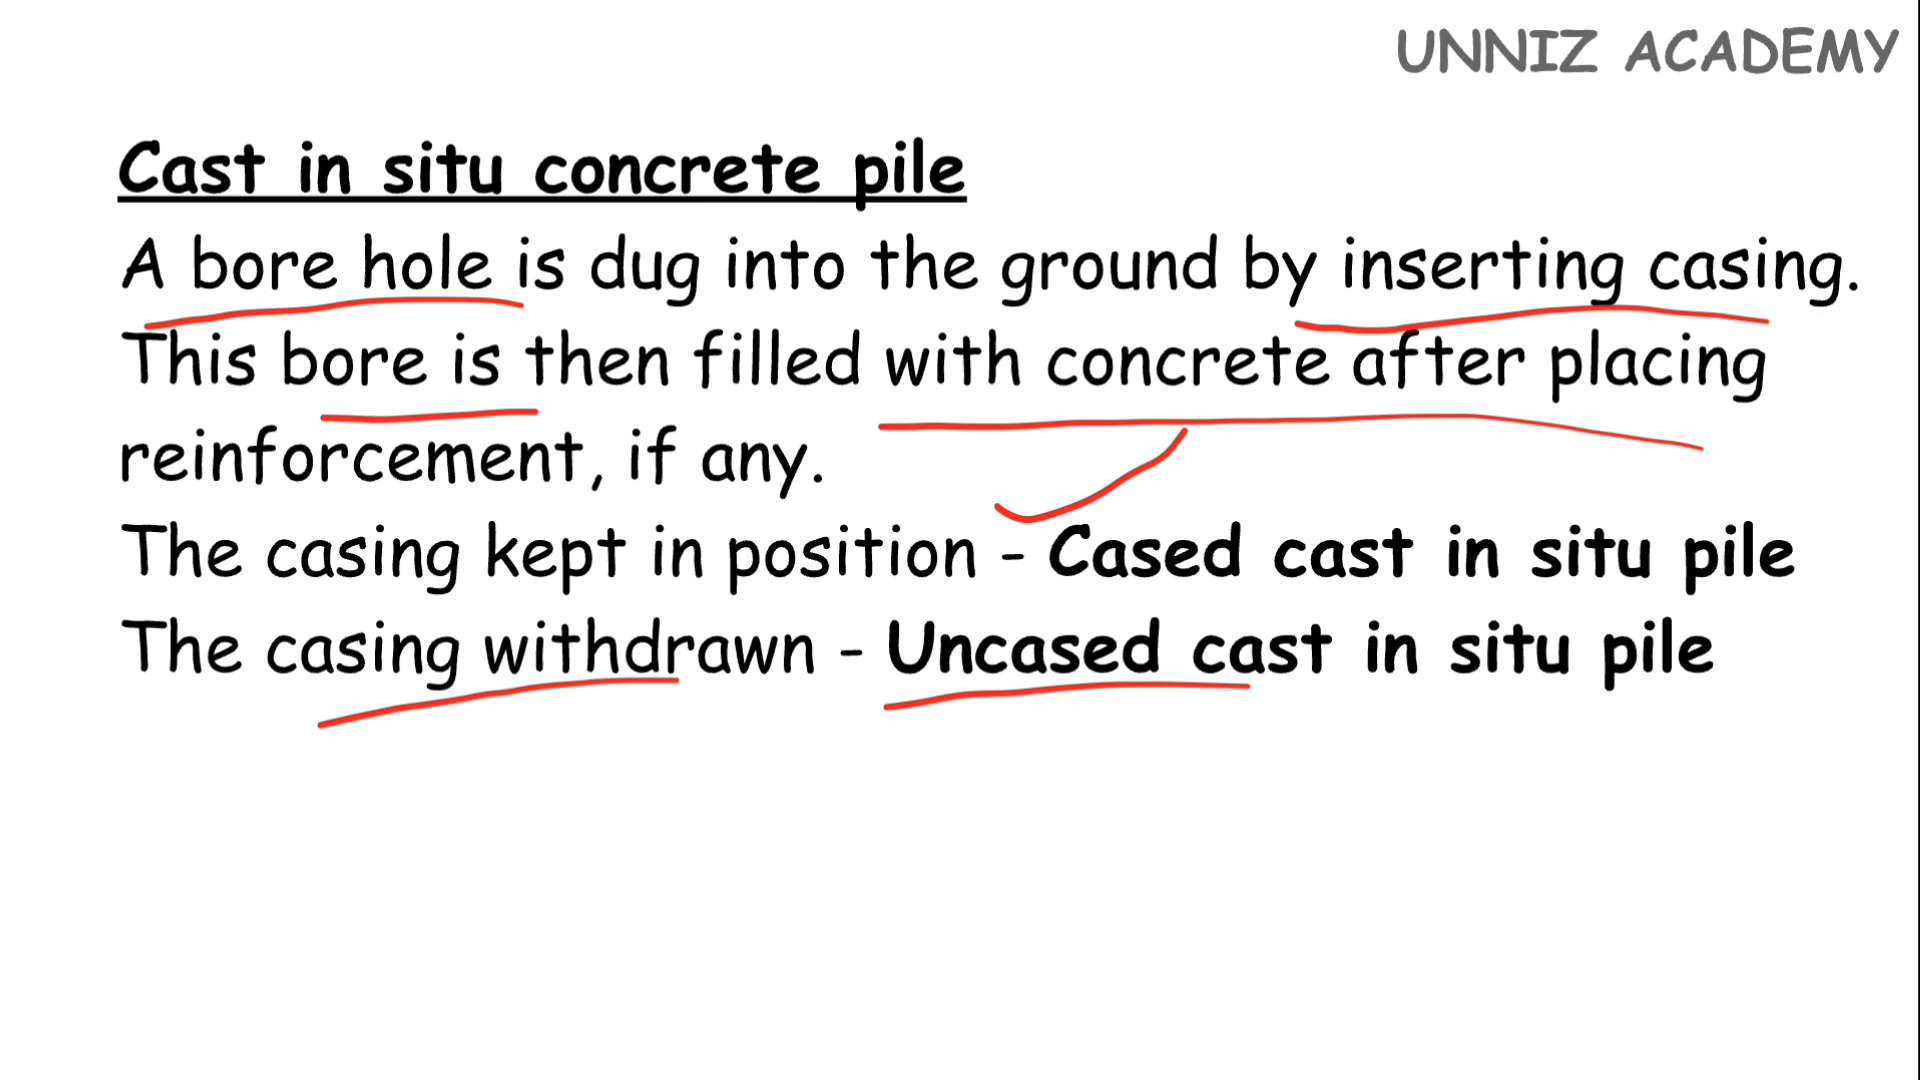 UNNIZ ACADEMY
Cast in situ concrete pile
A bore hole is dug into the ground by inserting casing.
This bore is then filled with concrete after placing
reinforcement, if any.
The casing kept in position - Cased cast in situ pile
The casing withdrawn - Uncased cast in situ pile